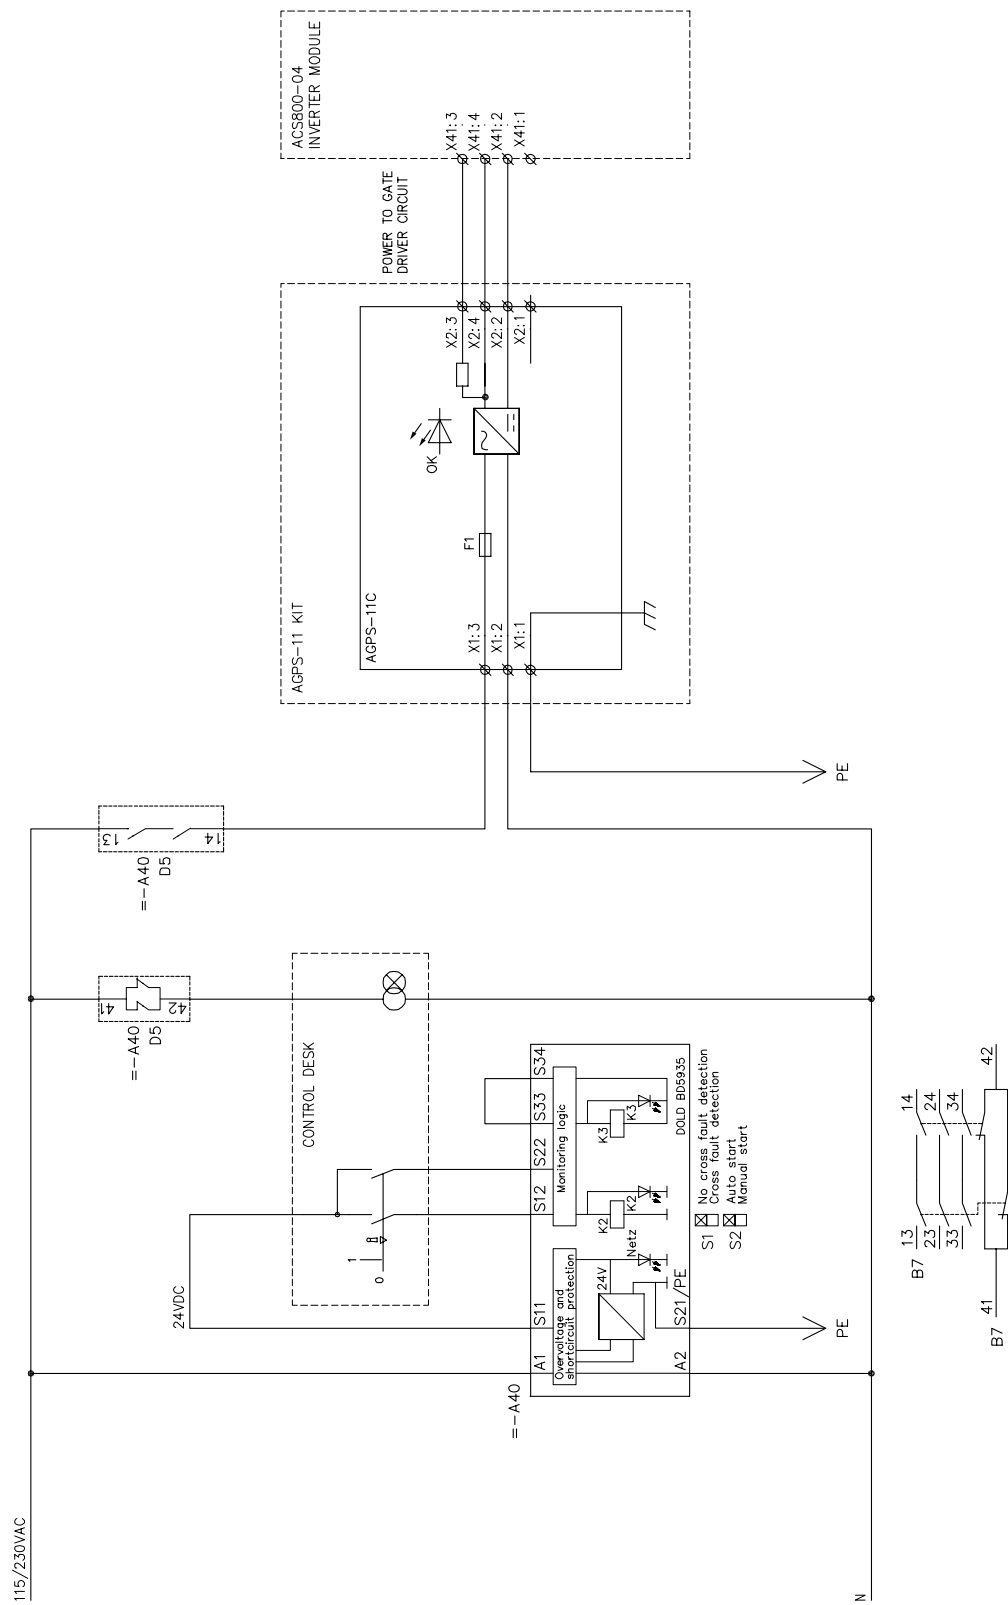 115/230VAC
N
=-A40
A1
S11
S12
S22
S33
S34
Overvoltage and
shortcircuit protection
Monitoring logic
24V
Netz
K2
K2
K3
K3
A2
S21/PE
DOLD BD5935
PE
S1
No cross fault detection
Cross fault detection
S2
Auto start
Manual start
24VDC
CONTROL DESK
0
1
=-A40
D5
41
42
=-A40
D5
13
14
PE
AGPS-11 KIT
AGPS-11C
X1:3
X1:2
X1:1
F1
OK
X2:3
X2:4
X2:2
X2:1
POWER TO GATE
DRIVER CIRCUIT
ACS800-04
INVERTER MODULE
X41:3
X41:4
X41:2
X41:1
B7
13
14
23
24
33
34
B7
41
42